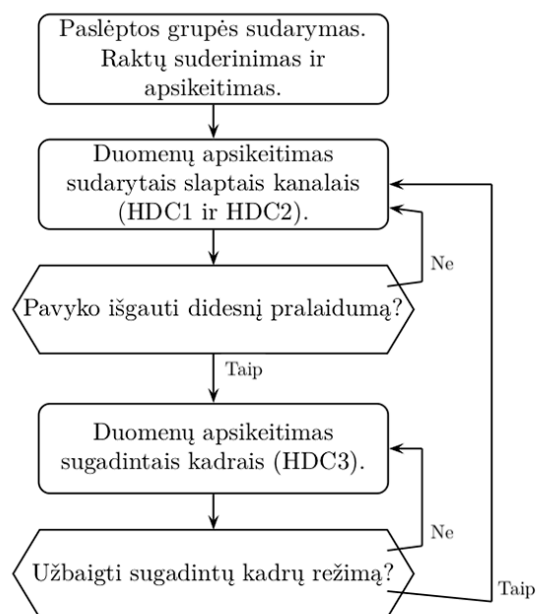 Paslėptos grupės sudarymas.
Raktų suderinimas ir
apsikeitimas.
Duomenų apsikeitimas
sudarytais slaptais kanalais
(HDC1 ir HDC2).
Ne
Pavyko išgauti didesnį pralaidumą?
Taip
Duomenų apsikeitimas
sugadintais kadrais (HDC3).
Ne
Užbaigti sugadintų kadrų režimą?
Taip